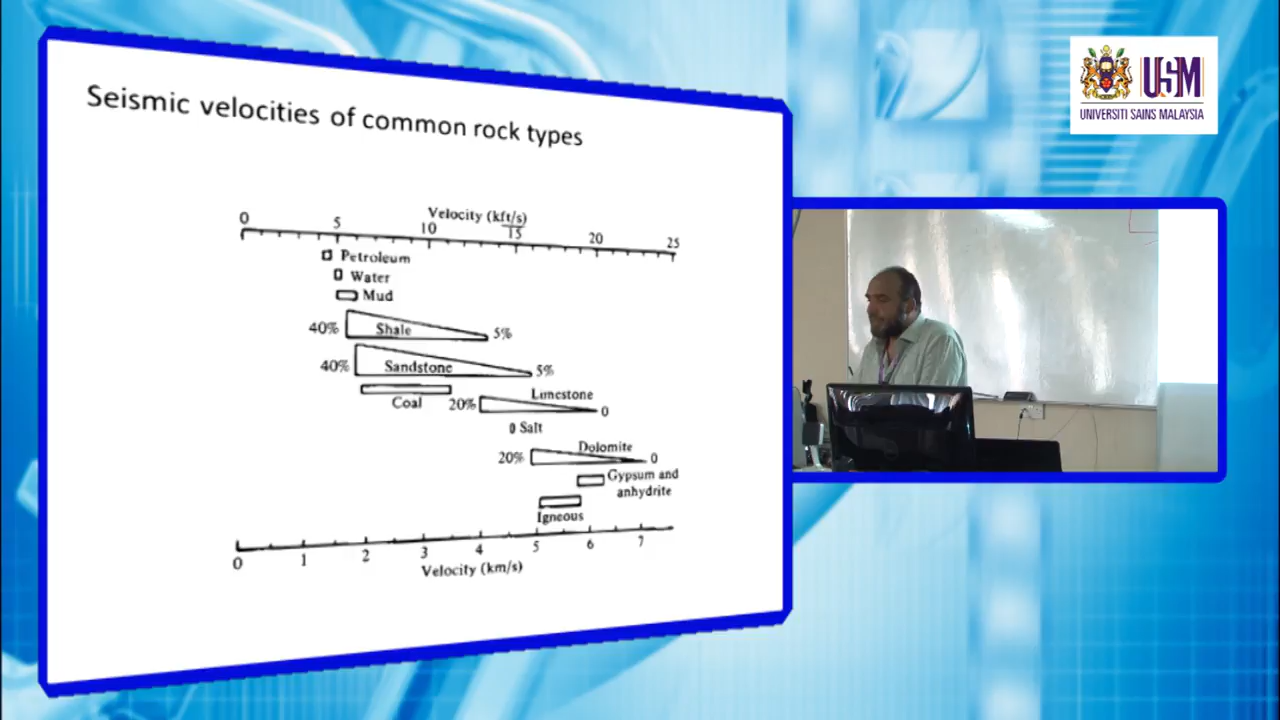 Seismic velocities of common rock types
Velocity (kft/s)
0 5 10 15 20 25
Petroleum
Water
Mud
40% Shale 5%
40% Sandstone 5%
Coal
20% Limestone 0
Salt
20% Dolomite 0
Gypsum and
anhydrite
Igneous
0 1 2 3 4 5 6 7
Velocity (km/s)
USM
UNIVERSITI SAINS MALAYSIA